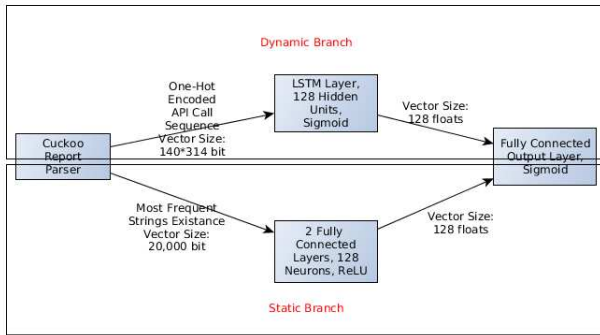 Dynamic Branch
One-Hot
Encoded
API Call
Sequence
Vector Size:
140*314 bit
LSTM Layer,
128 Hidden
Units,
Sigmoid
Vector Size:
128 floats
Cuckoo
Report
Parser
Fully Connected
Output Layer,
Sigmoid
Most Frequent
Strings Existance
Vector Size:
20,000 bit
2 Fully
Connected
Layers, 128
Neurons, ReLU
Vector Size:
128 floats
Static Branch